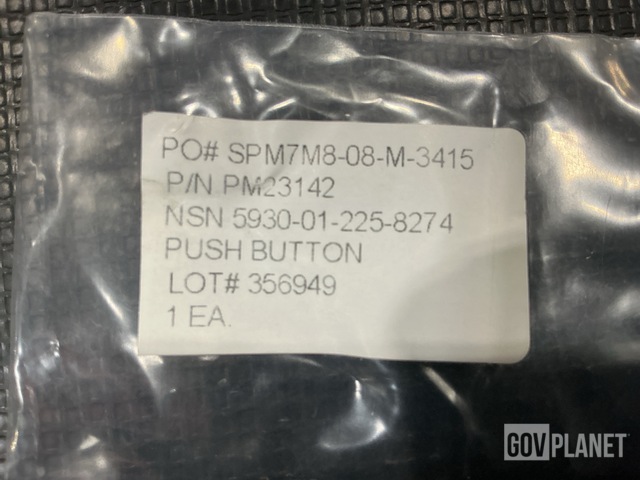 PO# SPM7M8-08-M-3415
P/N PM23142
NSN 5930-01-225-8274
PUSH BUTTON
LOT# 356949
1 EA.
GOVPLANET